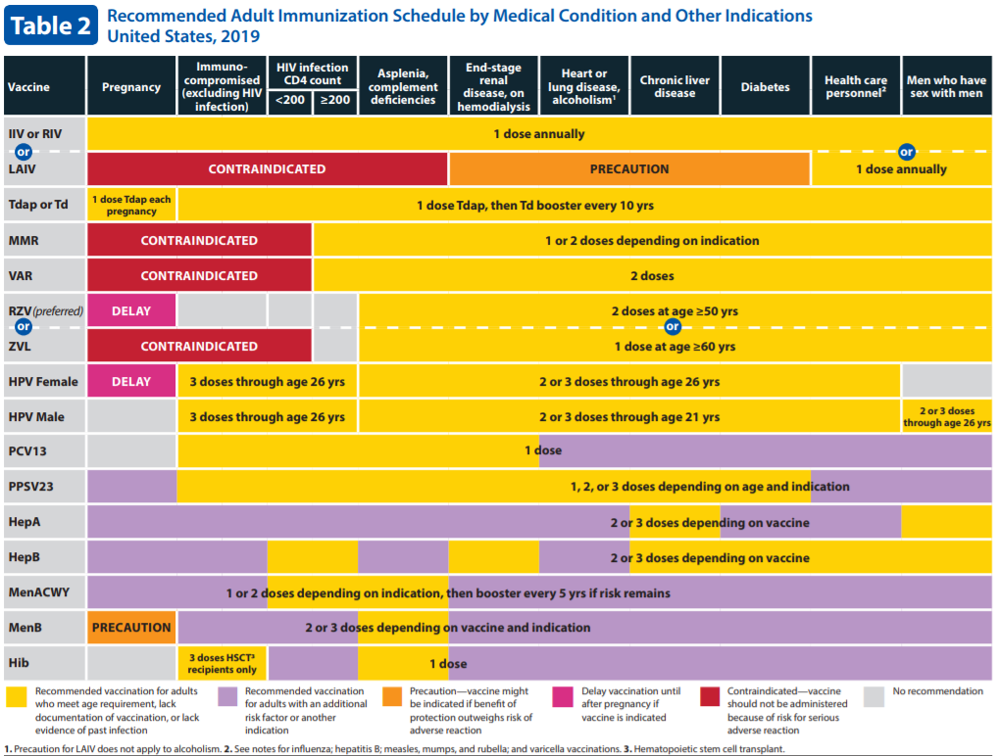 Table 2
Recommended Adult Immunization Schedule by Medical Condition and Other Indications
United States, 2019
Vaccine
Pregnancy
Immuno-
compromised
(excluding HIV
infection)
HIV infection
CD4 count
<200
≥200
Asplenia,
complement
deficiencies
End-stage
renal
disease, on
hemodialysis
Heart or
lung disease,
alcoholism1
Chronic liver
disease
Diabetes
Health care
personnel2
Men who have
sex with men
IIV or RIV
1 dose annually
or
or
LAIV
CONTRAINDICATED
PRECAUTION
1 dose annually
Tdap or Td
1 dose Tdap each
pregnancy
1 dose Tdap, then Td booster every 10 yrs
MMR
CONTRAINDICATED
1 or 2 doses depending on indication
VAR
CONTRAINDICATED
2 doses
RZV (preferred)
DELAY
2 doses at age ≥50 yrs
or
or
ZVL
CONTRAINDICATED
1 dose at age ≥60 yrs
HPV Female
DELAY
3 doses through age 26 yrs
2 or 3 doses through age 26 yrs
HPV Male
3 doses through age 26 yrs
2 or 3 doses through age 21 yrs
2 or 3 doses
through age 26 yrs
PCV13
1 dose
PPSV23
1, 2, or 3 doses depending on age and indication
HepA
2 or 3 doses depending on vaccine
HepB
2 or 3 doses depending on vaccine
MenACWY
1 or 2 doses depending on indication, then booster every 5 yrs if risk remains
MenB
PRECAUTION
2 or 3 doses depending on vaccine and indication
Hib
3 doses HSCT3
recipients only
1 dose
Recommended vaccination for adults
who meet age requirement, lack
documentation of vaccination, or lack
evidence of past infection
Recommended vaccination
for adults with an additional
risk factor or another
indication
Precaution—vaccine might
be indicated if benefit of
protection outweighs risk of
adverse reaction
Delay vaccination until
after pregnancy if
vaccine is indicated
Contraindicated—vaccine
should not be administered
because of risk for serious
adverse reaction
No recommendation
1. Precaution for LAIV does not apply to alcoholism. 2. See notes for influenza; hepatitis B; measles, mumps, and rubella; and varicella vaccinations. 3. Hematopoietic stem cell transplant.